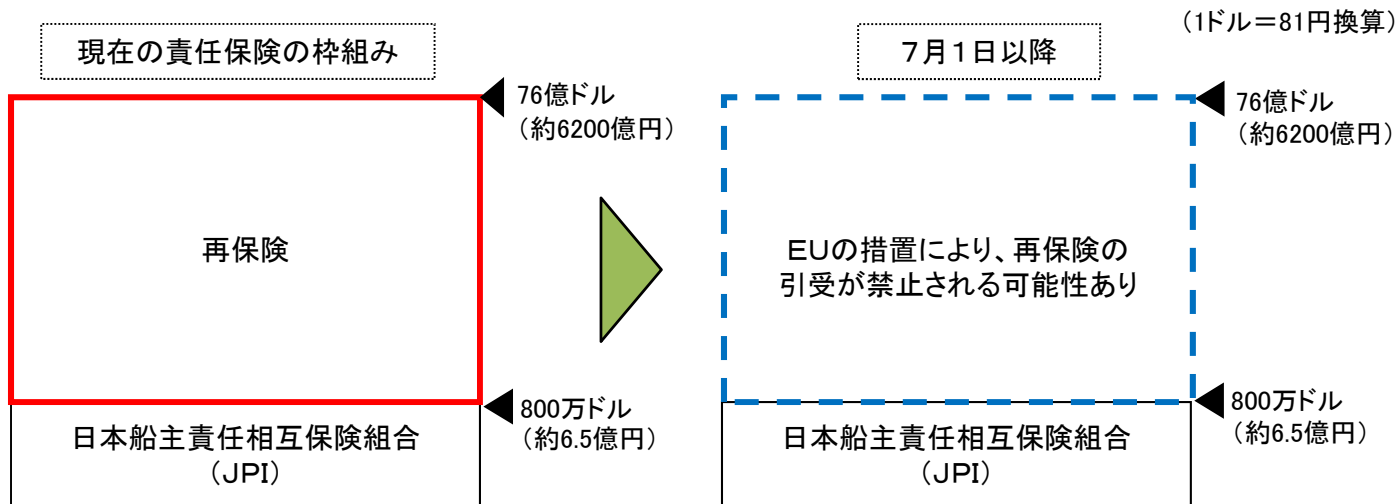 （1ドル＝81円換算）
現在の責任保険の枠組み
76億ドル
（約6200億円）
再保険
800万ドル
（約6.5億円）
日本船主責任相互保険組合
（JPI）
７月１日以降
76億ドル
（約6200億円）
ＥＵの措置により、再保険の
引受が禁止される可能性あり
800万ドル
（約6.5億円）
日本船主責任相互保険組合
（JPI）